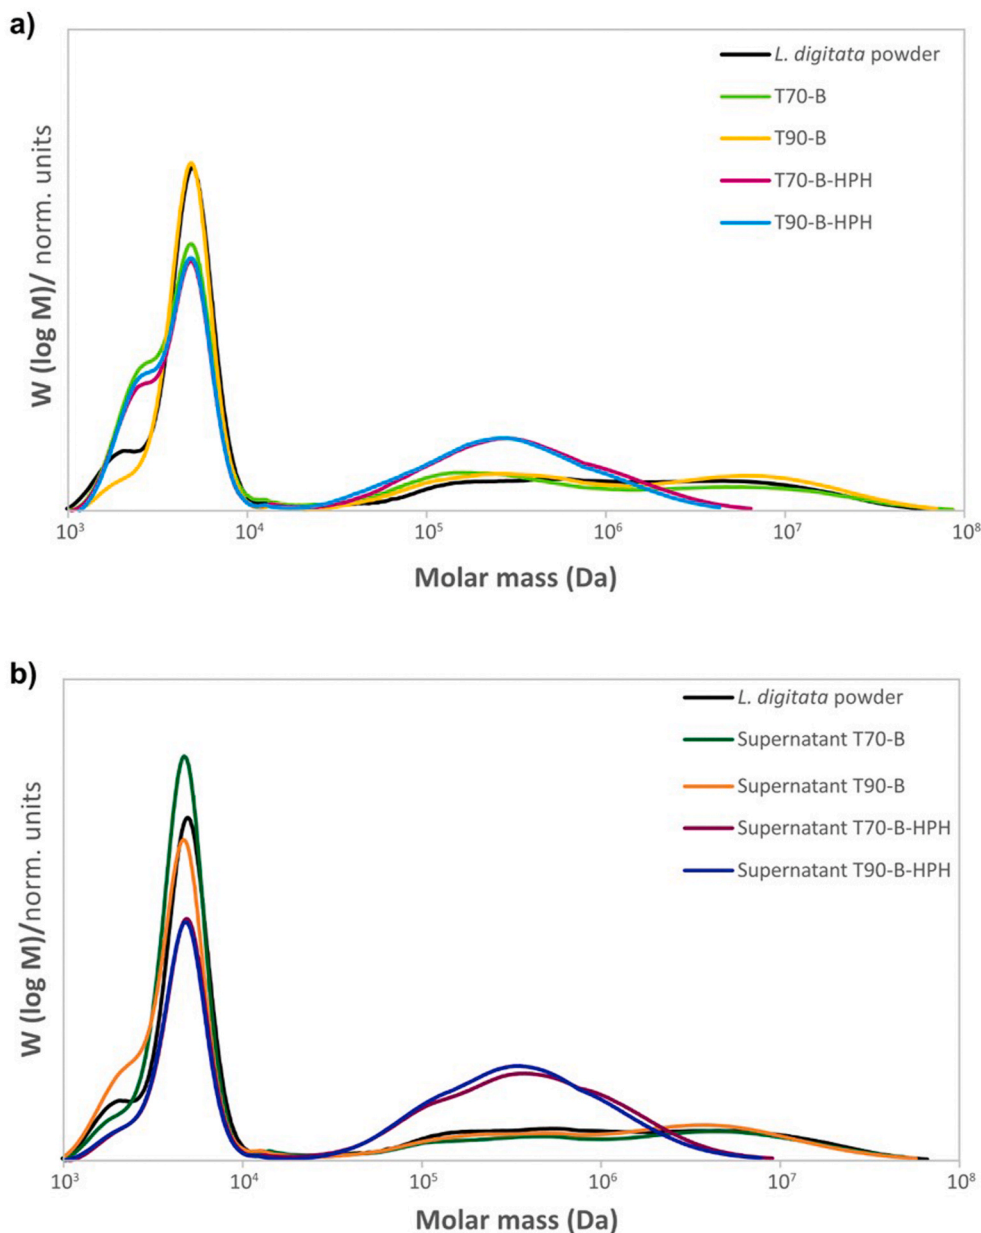 a)
L. digitata powder
T70-B
T90-B
T70-B-HPH
T90-B-HPH
W (log M)/ norm. units
10³ 10⁴ 10⁵ 10⁶ 10⁷ 10⁸
Molar mass (Da)
b)
L. digitata powder
Supernatant T70-B
Supernatant T90-B
Supernatant T70-B-HPH
Supernatant T90-B-HPH
W (log M)/norm. units
10³ 10⁴ 10⁵ 10⁶ 10⁷ 10⁸
Molar mass (Da)